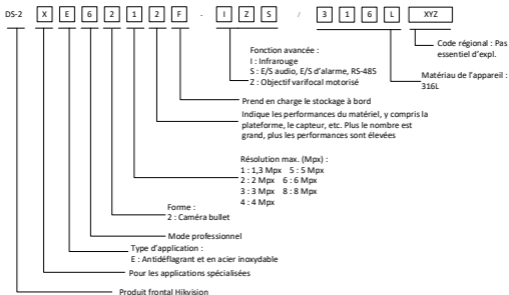 DS-2 X E 6 2 1 2 F - I Z S / 3 1 6 L XYZ
Code régional : Pas
essentiel d'expl.
Fonction avancée :
I : Infrarouge
S : E/S audio, E/S d'alarme, RS-485
Z : Objectif varifocal motorisé
Matériau de l'appareil :
316L
Prend en charge le stockage à bord
Indique les performances du matériel, y compris la
plateforme, le capteur, etc. Plus le nombre est
grand, plus les performances sont élevées
Résolution max. (Mpx) :
1 : 1,3 Mpx 5 : 5 Mpx
2 : 2 Mpx 6 : 6 Mpx
3 : 3 Mpx 8 : 8 Mpx
4 : 4 Mpx
Forme :
2 : Caméra bullet
Mode professionnel
Type d'application :
E : Antidéflagrant et en acier inoxydable
Pour les applications spécialisées
Produit frontal Hikvision